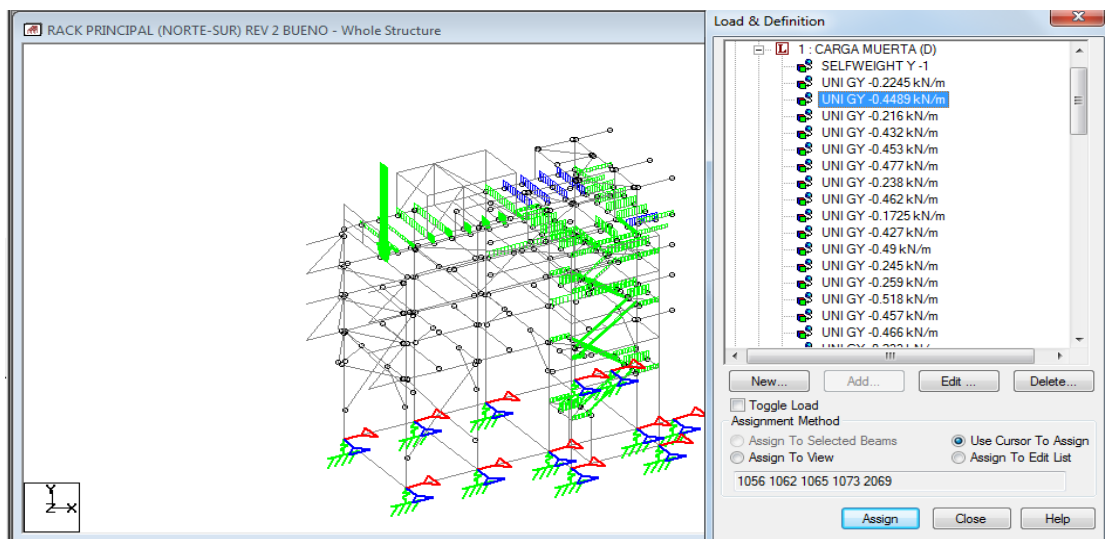 RACK PRINCIPAL (NORTE-SUR) REV 2 BUENO - Whole Structure
Y
Z X
Load & Definition
L 1 : CARGA MUERTA (D)
SELFWEIGHT Y -1
UNI GY -0.2245 kN/m
UNI GY -0.4489 kN/m
UNI GY -0.216 kN/m
UNI GY -0.432 kN/m
UNI GY -0.453 kN/m
UNI GY -0.477 kN/m
UNI GY -0.238 kN/m
UNI GY -0.462 kN/m
UNI GY -0.1725 kN/m
UNI GY -0.427 kN/m
UNI GY -0.49 kN/m
UNI GY -0.245 kN/m
UNI GY -0.259 kN/m
UNI GY -0.518 kN/m
UNI GY -0.457 kN/m
UNI GY -0.466 kN/m
New... Add... Edit ... Delete...
Toggle Load
Assignment Method
Assign To Selected Beams Use Cursor To Assign
Assign To View Assign To Edit List
1056 1062 1065 1073 2069
Assign Close Help